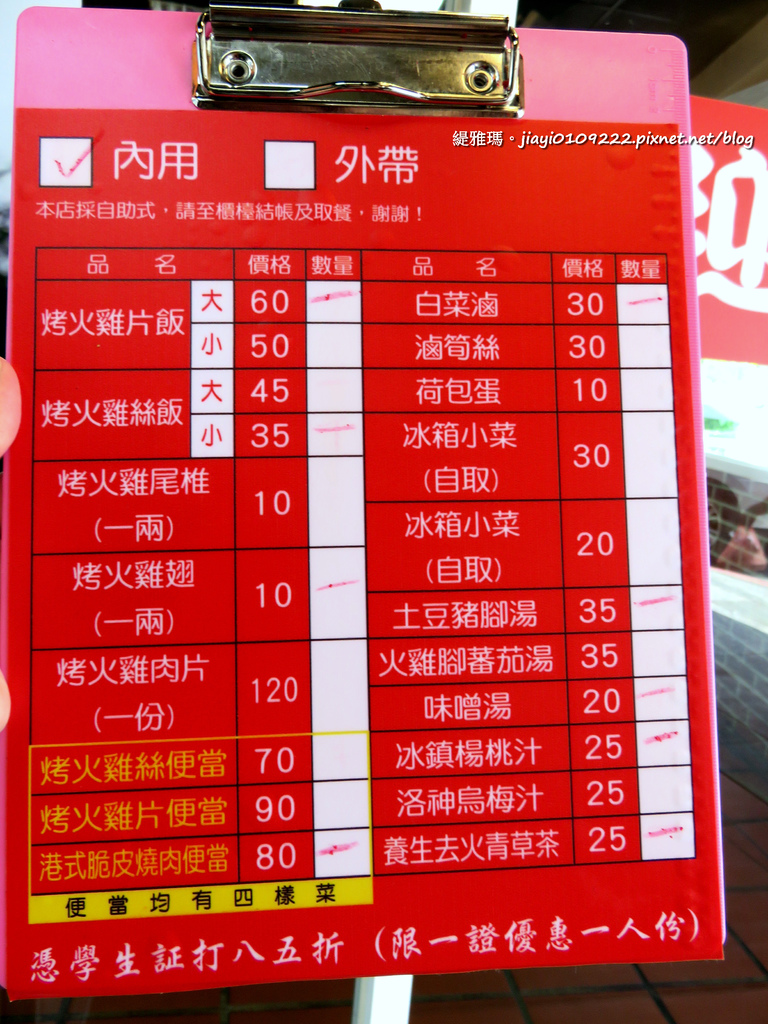 緹雅瑪。jiayi0109222.pixnet.net/blog
內用 外帶
本店採自助式，請至櫃檯結帳及取餐，謝謝！
品 名 價格 數量
烤火雞片飯 大 60
小 50
烤火雞絲飯 大 45
小 35
烤火雞尾椎
(一兩) 10
烤火雞翅
(一兩) 10
烤火雞肉片
(一份) 120
烤火雞絲便當 70
烤火雞片便當 90
港式脆皮燒肉便當 80
便當均有四樣菜
品 名 價格 數量
白菜滷 30
滷筍絲 30
荷包蛋 10
冰箱小菜
(自取) 30
冰箱小菜
(自取) 20
土豆豬腳湯 35
火雞腳蕃茄湯 35
味噌湯 20
冰鎮楊桃汁 25
洛神烏梅汁 25
養生去火青草茶 25
憑學生証打八五折 (限一證優惠一人份)
迎